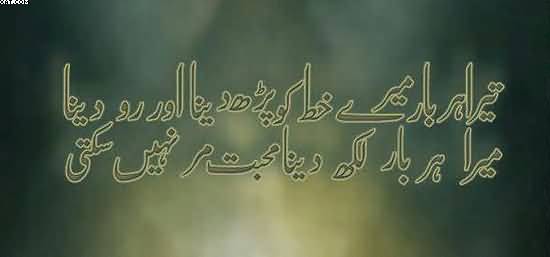 تیرا ہر بار میرے خط کو پڑھ دینا اور رو دینا
میرا ہر بار لکھ دینا محبت مر نہیں سکتی